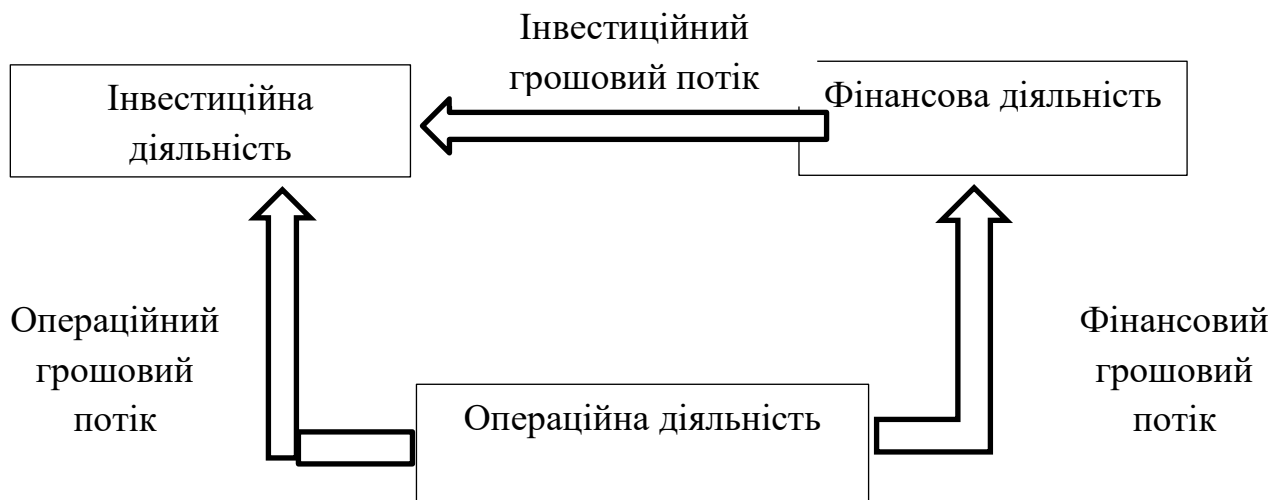 Інвестиційний
грошовий потік
Інвестиційна
діяльність
Фінансова діяльність
Операційний
грошовий
потік
Фінансовий
грошовий
потік
Операційна діяльність